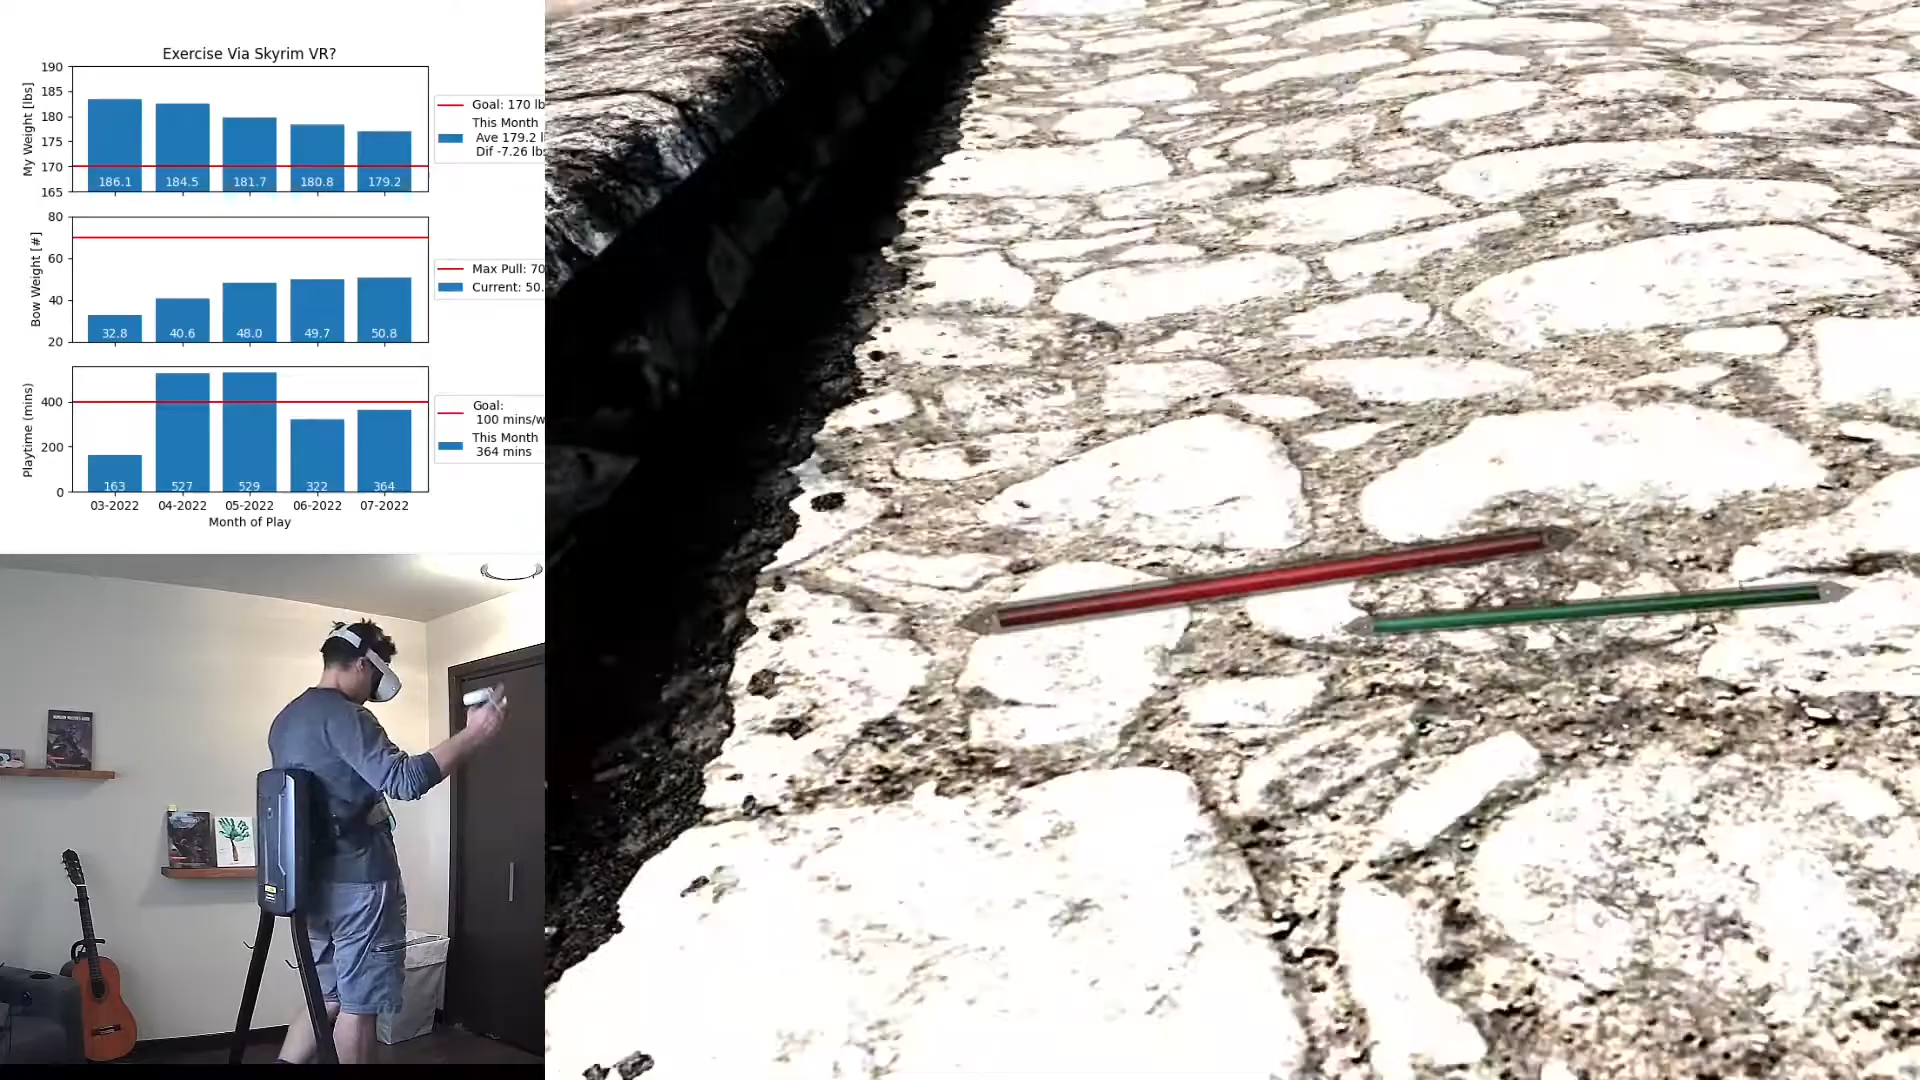 Exercise Via Skyrim VR?
My Weight [lbs]
190
185
180
175
170
165
186.1 184.5 181.7 180.8 179.2
Goal: 170 lb
This Month
Ave 179.2 l
Dif -7.26 lbs
Bow Weight [#]
80
60
40
20
32.8 40.6 48.0 49.7 50.8
Max Pull: 70
Current: 50.
Playtime (mins)
400
200
0
163 527 529 322 364
Goal:
100 mins/w
This Month
364 mins
03-2022 04-2022 05-2022 06-2022 07-2022
Month of Play